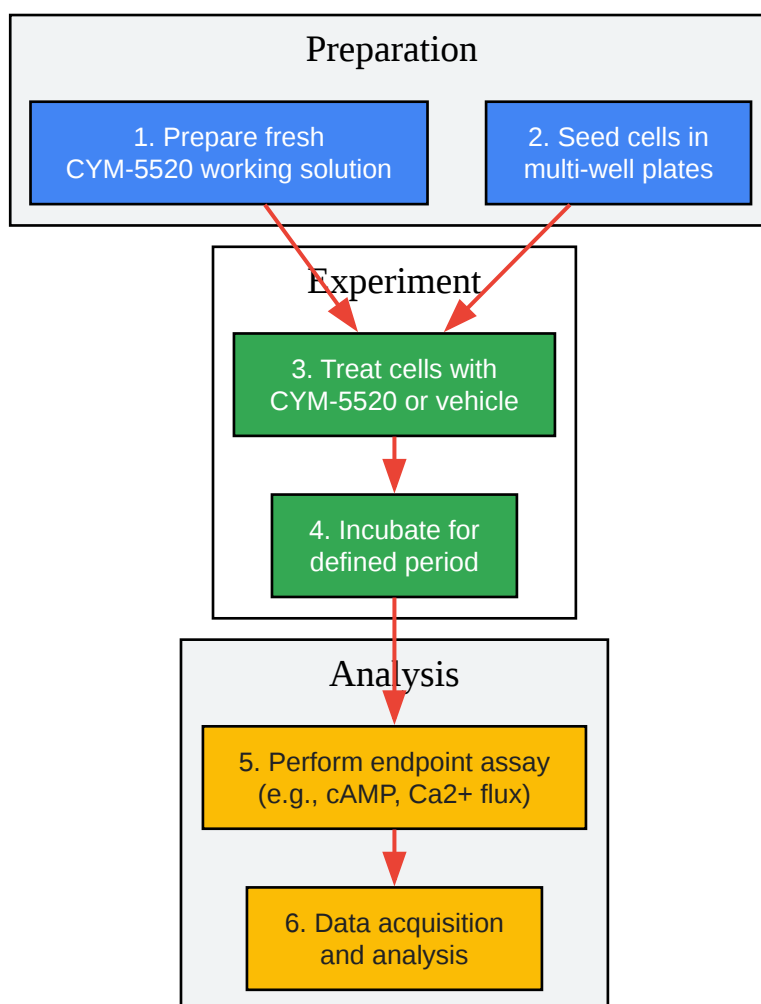 Preparation
1. Prepare fresh
CYM-5520 working solution
2. Seed cells in
multi-well plates
Experiment
3. Treat cells with
CYM-5520 or vehicle
4. Incubate for
defined period
Analysis
5. Perform endpoint assay
(e.g., cAMP, Ca2+ flux)
6. Data acquisition
and analysis